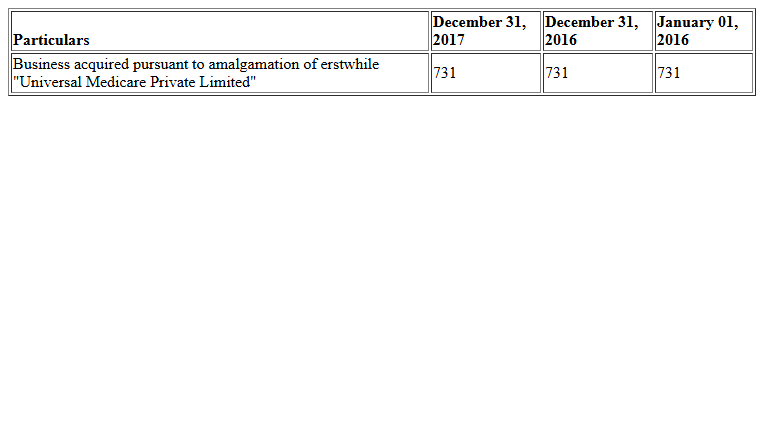 Particulars December 31, 2017 December 31, 2016 January 01, 2016
Business acquired pursuant to amalgamation of erstwhile "Universal Medicare Private Limited" 731 731 731